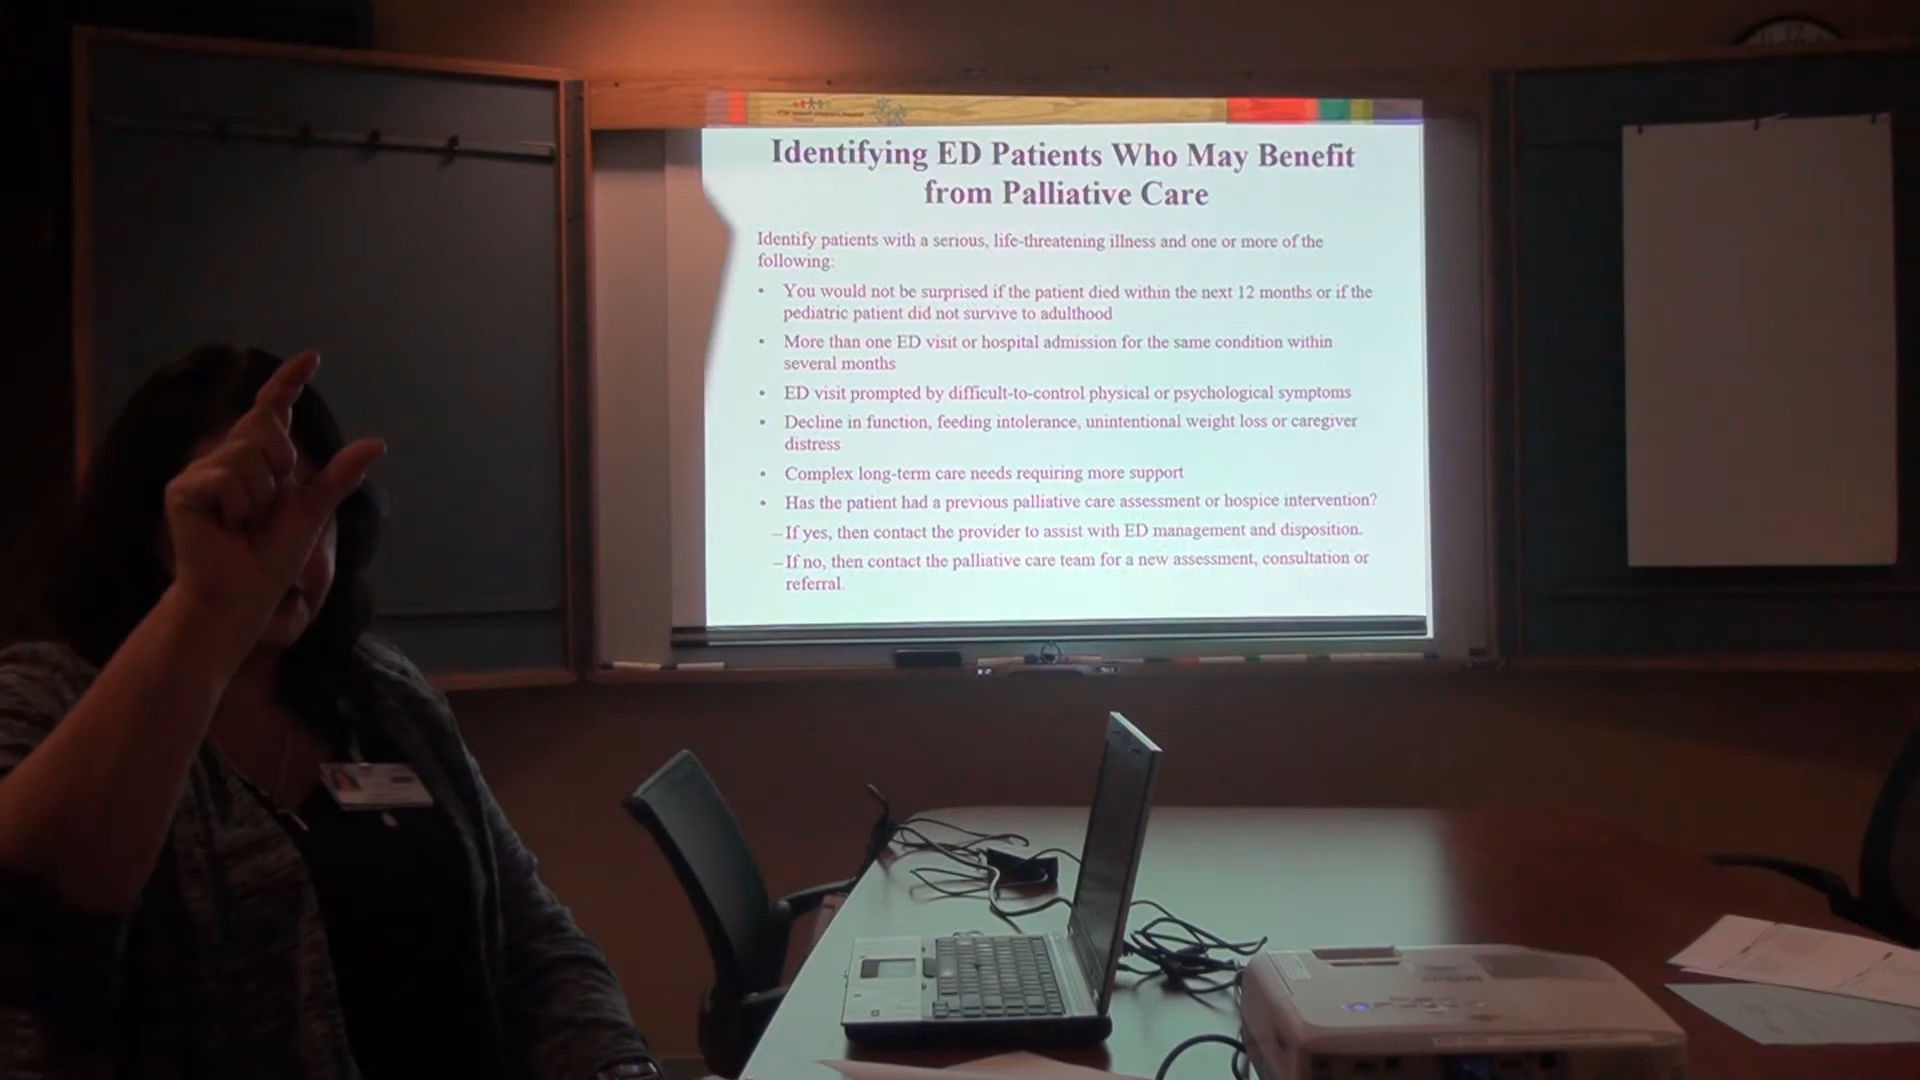 Identifying ED Patients Who May Benefit
from Palliative Care
Identify patients with a serious, life-threatening illness and one or more of the
following:
• You would not be surprised if the patient died within the next 12 months or if the
pediatric patient did not survive to adulthood
• More than one ED visit or hospital admission for the same condition within
several months
• ED visit prompted by difficult-to-control physical or psychological symptoms
• Decline in function, feeding intolerance, unintentional weight loss or caregiver
distress
• Complex long-term care needs requiring more support
• Has the patient had a previous palliative care assessment or hospice intervention?
– If yes, then contact the provider to assist with ED management and disposition.
– If no, then contact the palliative care team for a new assessment, consultation or
referral.